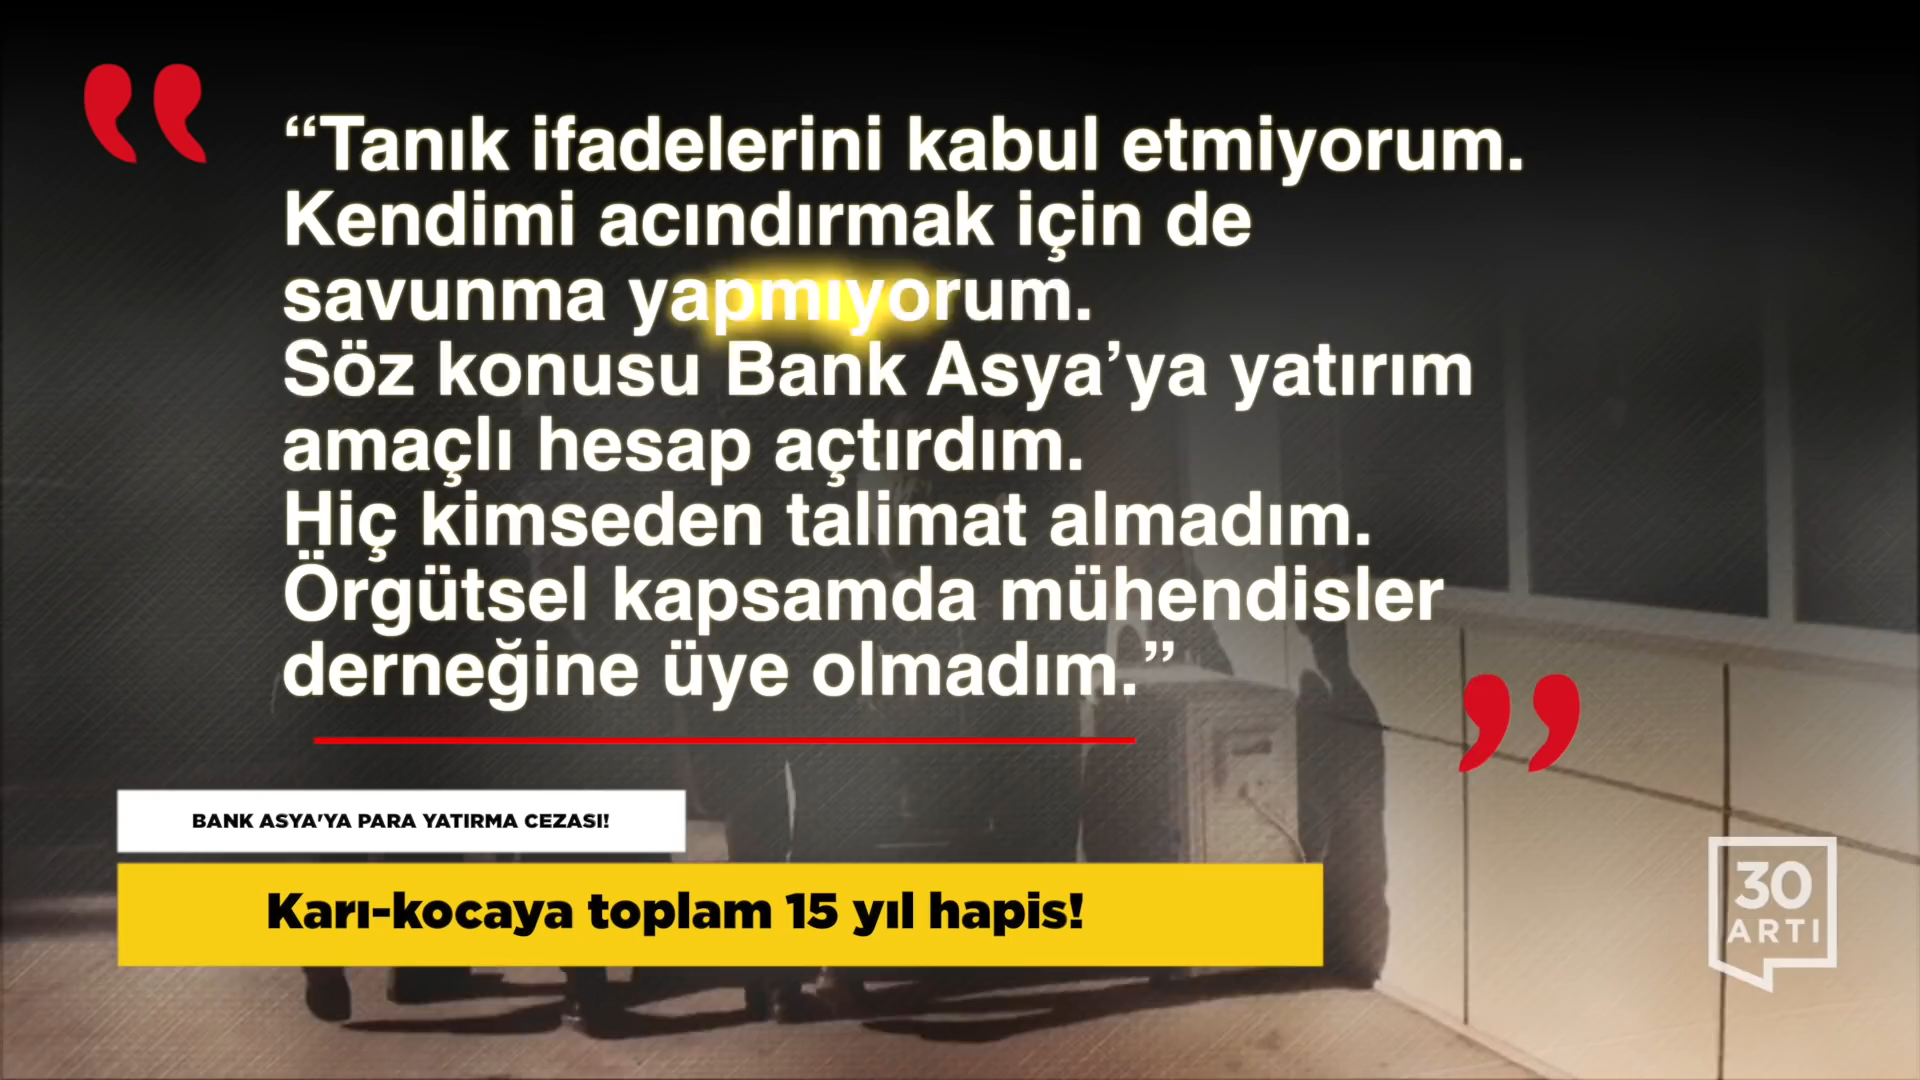 “Tanık ifadelerini kabul etmiyorum.
Kendimi acındırmak için de
savunma yapmıyorum.
Söz konusu Bank Asya’ya yatırım
amaçlı hesap açtırdım.
Hiç kimseden talimat almadım.
Örgütsel kapsamda mühendisler
derneğine üye olmadım.”
BANK ASYA'YA PARA YATIRMA CEZASI!
Karı-kocaya toplam 15 yıl hapis!
30
ARTI